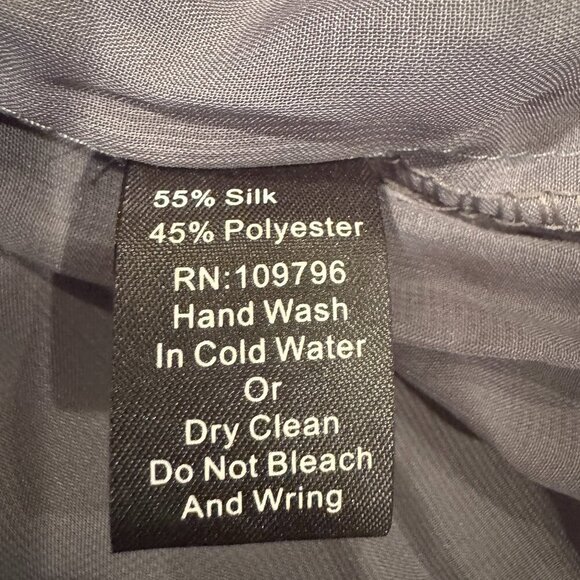 55% Silk
45% Polyester
RN:109796
Hand Wash
In Cold Water
Or
Dry Clean
Do Not Bleach
And Wring